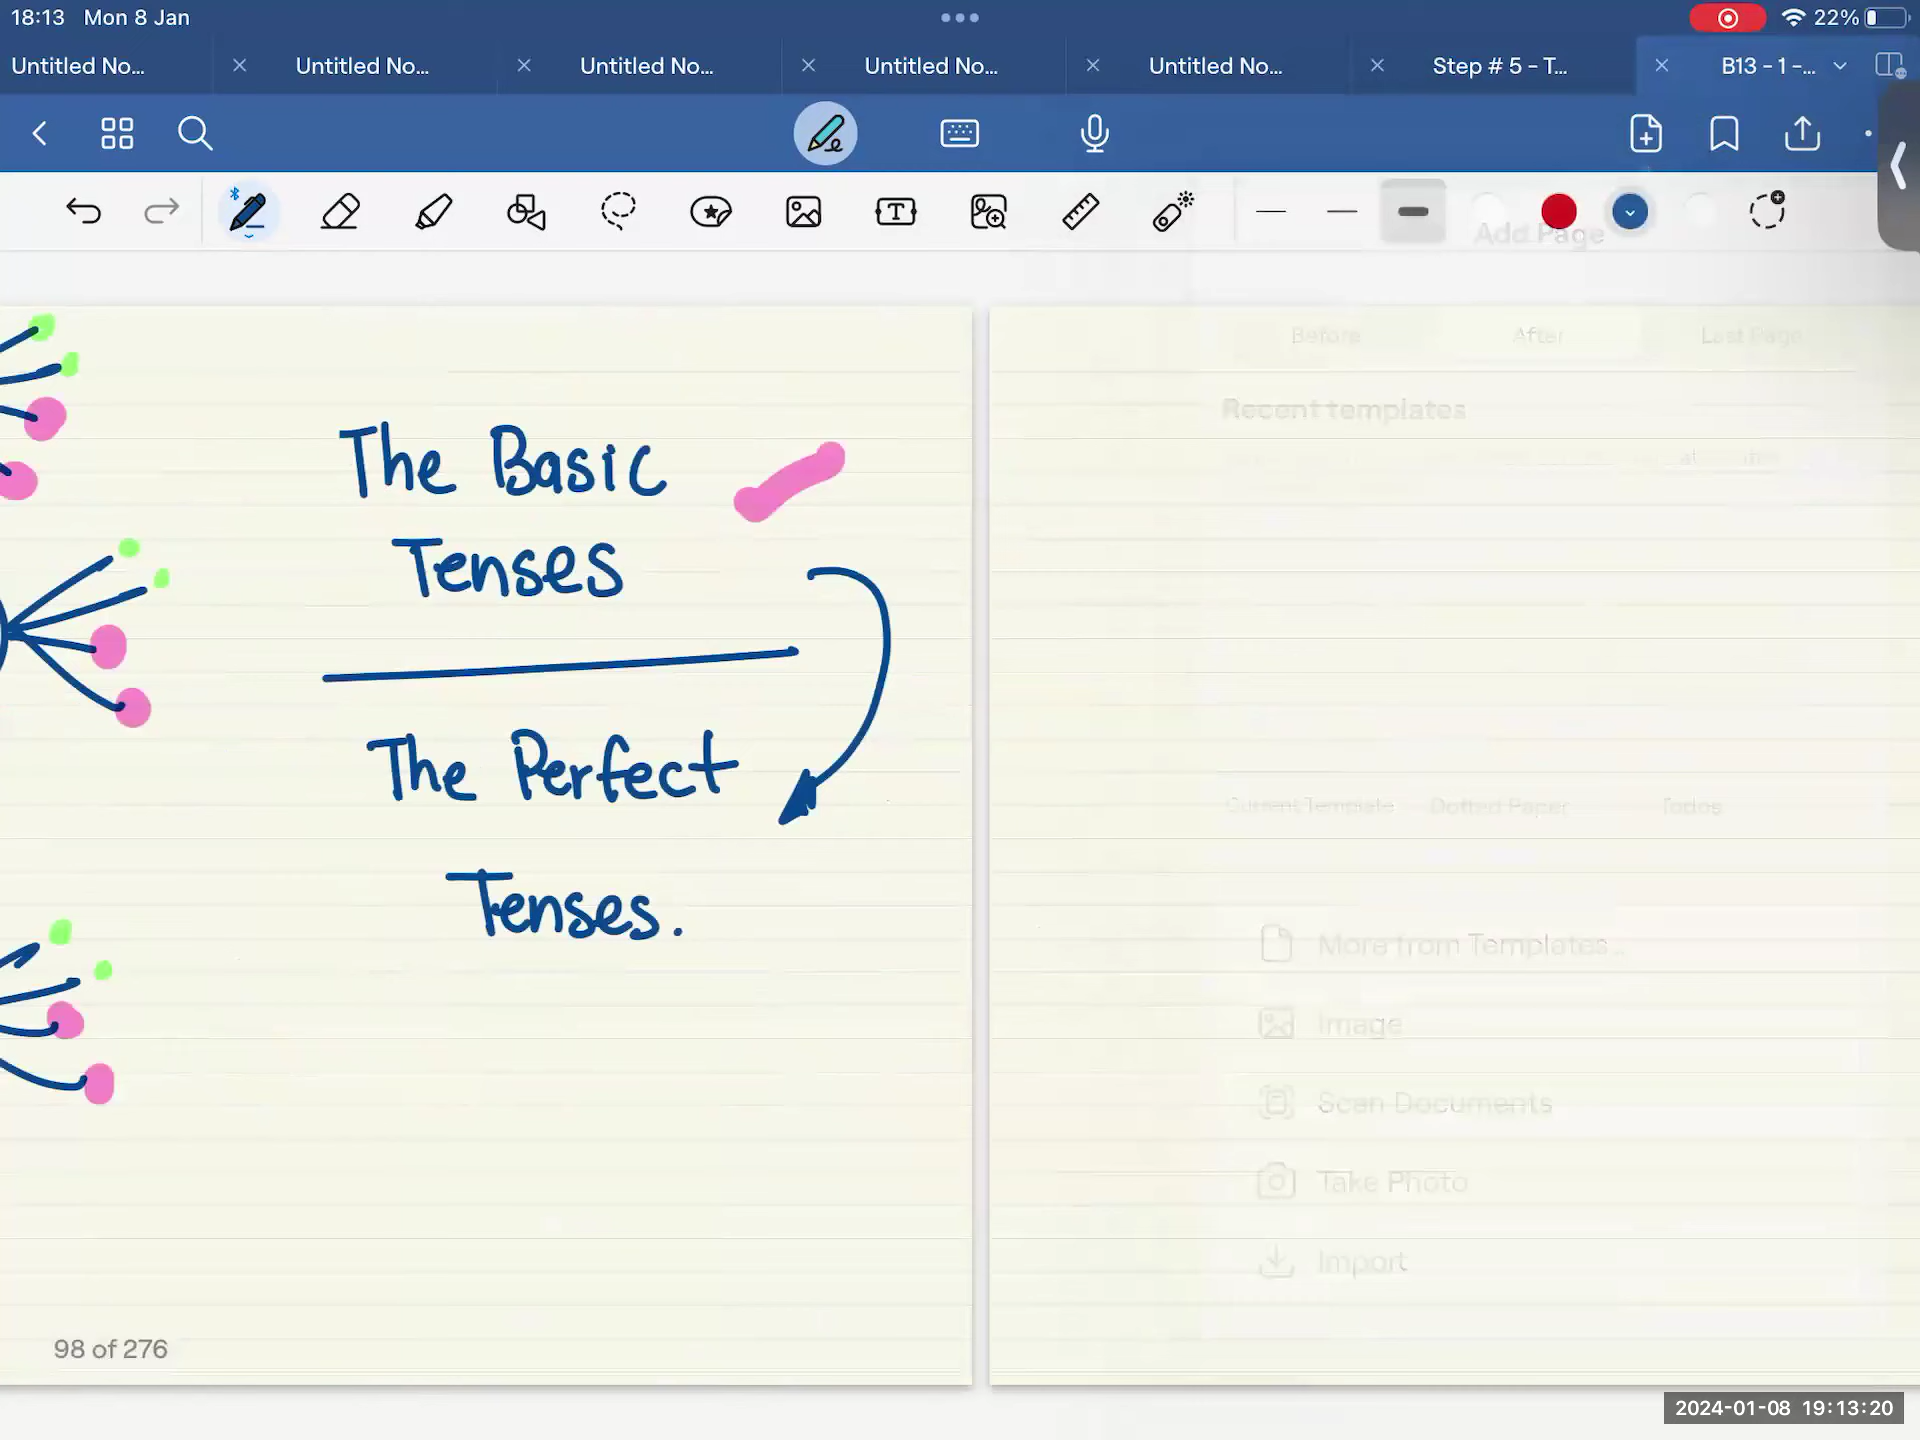 18:13 Mon 8 Jan
22%
Untitled No...
Untitled No...
Untitled No...
Untitled No...
Untitled No...
Step # 5 - T...
B13 - 1 -...
Add Page
Before After Last Page
Recent templates
The Basic
Tenses
The Perfect
Tenses.
Current Template Dotted Paper Todos
More from Templates...
Image
Scan Documents
Take Photo
Import
98 of 276
2024-01-08 19:13:20